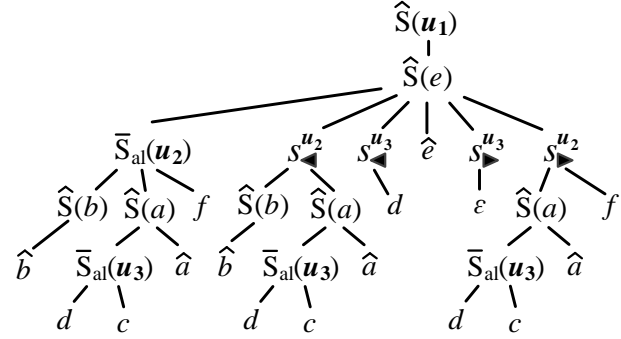 Ŝ(u₁)
Ŝ(e)
S̅ₐₗ(u₂) s◀^u₂ s◀^u₃ ê s▶^u₃ s▶^u₂
Ŝ(b) Ŝ(a) f Ŝ(b) Ŝ(a) d ε Ŝ(a) f
b̂ S̅ₐₗ(u₃) â b̂ S̅ₐₗ(u₃) â S̅ₐₗ(u₃) â
d c d c d c